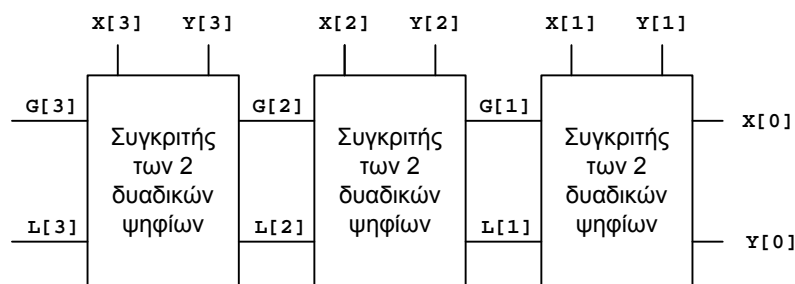 X[3] Y[3] X[2] Y[2] X[1] Y[1]
G[3] G[2] G[1] X[0]
Συγκριτής
των 2
δυαδικών
ψηφίων
Συγκριτής
των 2
δυαδικών
ψηφίων
Συγκριτής
των 2
δυαδικών
ψηφίων
L[3] L[2] L[1] Y[0]